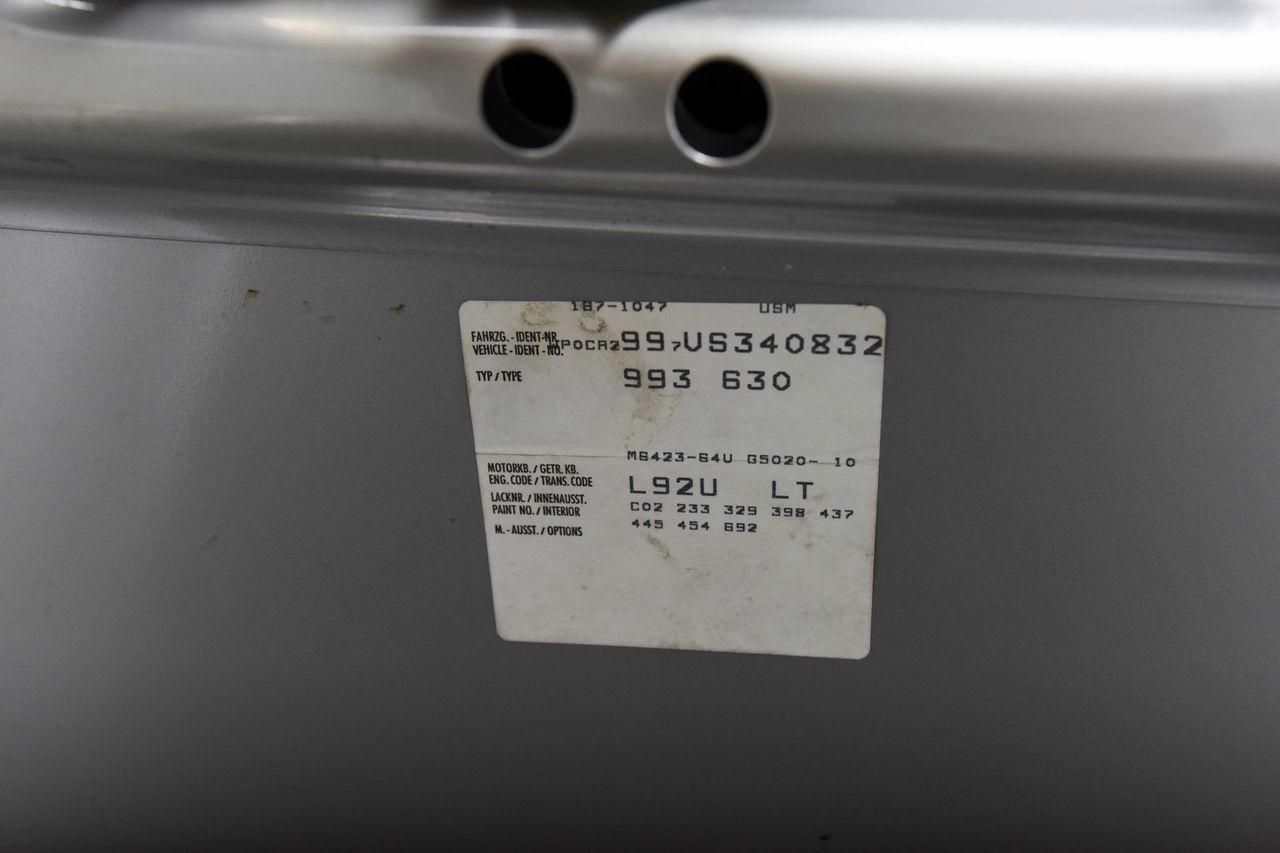 187-1047 USM
FAHRZG.-IDENT-NR.
VEHICLE-IDENT-NO. WP0CA299,VS340832
TYP / TYPE 993 630
M6423-64U G5020- 10
MOTORKB. / GETR. KB.
ENG. CODE / TRANS. CODE
L92U LT
LACKNR. / INNENAUSST.
PAINT NO. / INTERIOR C02 233 329 398 437
M.-AUSST. / OPTIONS 445 454 692